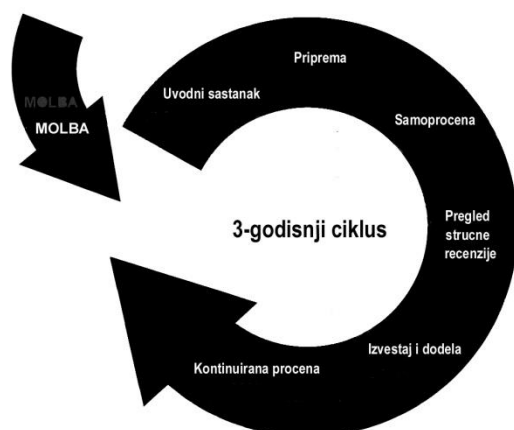 MOLBA
MOLBA
Uvodni sastanak
Priprema
Samoprocena
Pregled
strucne
recenzije
Izvestaj i dodela
Kontinuirana procena
3-godisnji ciklus